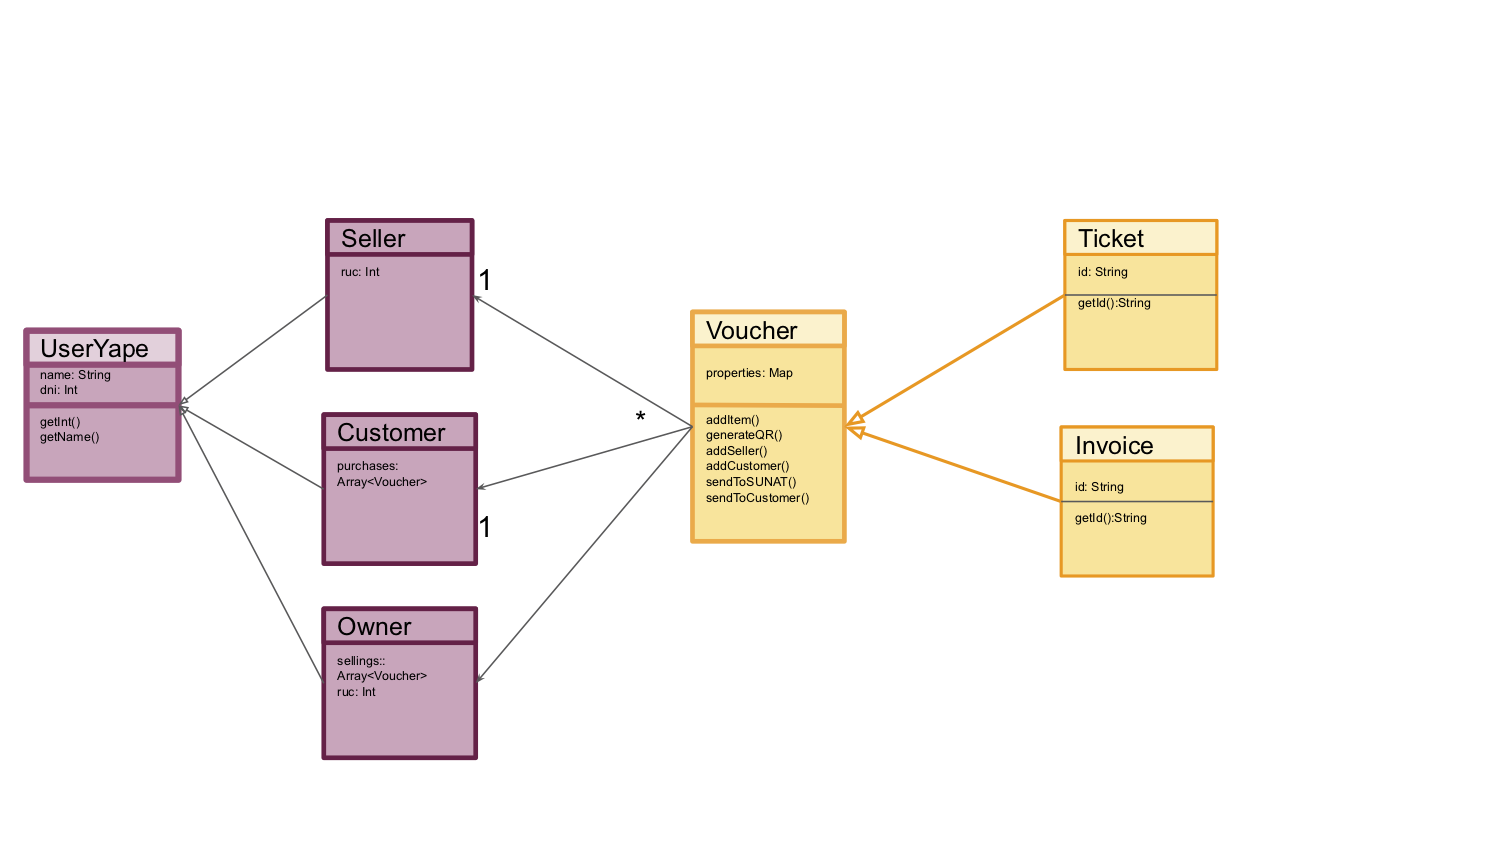 UserYape
name: String
dni: Int
getInt()
getName()
Seller
ruc: Int
1
Customer
purchases:
Array<Voucher>
1
Owner
sellings::
Array<Voucher>
ruc: Int
*
Voucher
properties: Map
addItem()
generateQR()
addSeller()
addCustomer()
sendToSUNAT()
sendToCustomer()
Ticket
id: String
getId():String
Invoice
id: String
getId():String